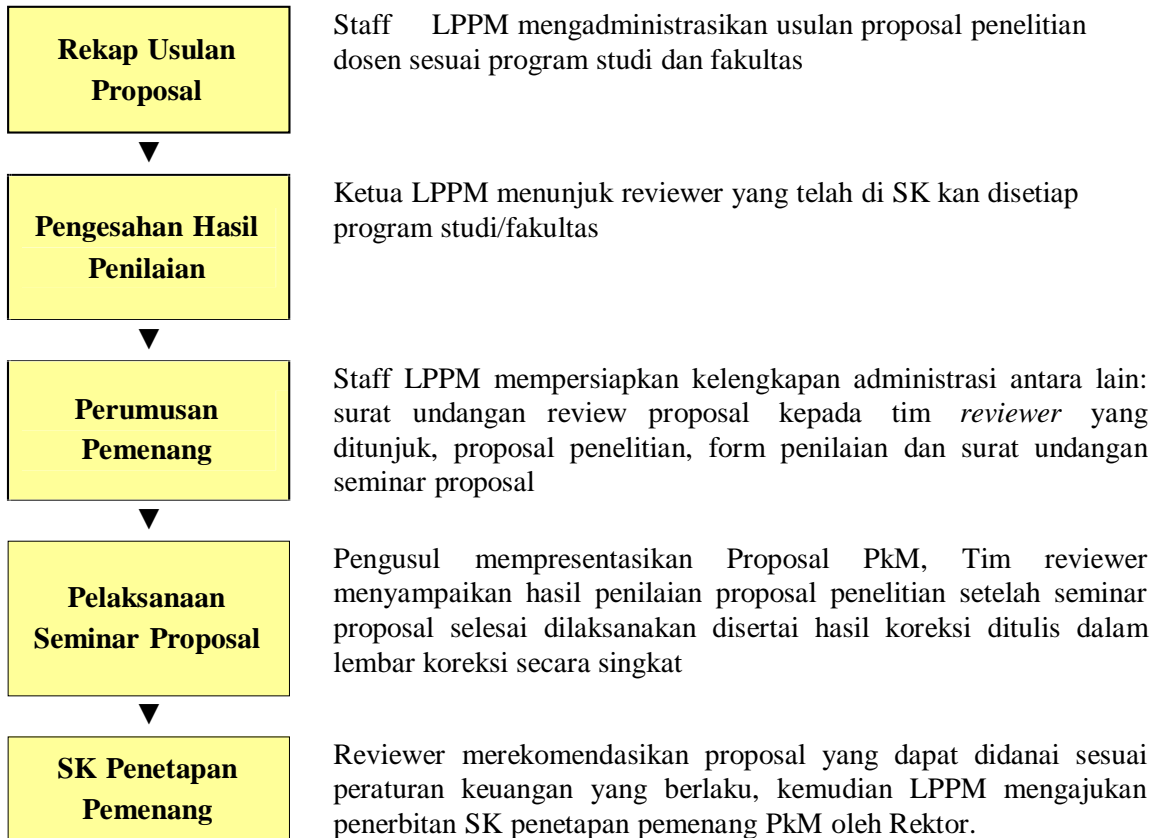 Rekap Usulan
Proposal
Staff LPPM mengadministrasikan usulan proposal penelitian
dosen sesuai program studi dan fakultas
▼
Pengesahan Hasil
Penilaian
Ketua LPPM menunjuk reviewer yang telah di SK kan disetiap
program studi/fakultas
▼
Perumusan
Pemenang
Staff LPPM mempersiapkan kelengkapan administrasi antara lain:
surat undangan review proposal kepada tim reviewer yang
ditunjuk, proposal penelitian, form penilaian dan surat undangan
seminar proposal
▼
Pelaksanaan
Seminar Proposal
Pengusul mempresentasikan Proposal PkM, Tim reviewer
menyampaikan hasil penilaian proposal penelitian setelah seminar
proposal selesai dilaksanakan disertai hasil koreksi ditulis dalam
lembar koreksi secara singkat
▼
SK Penetapan
Pemenang
Reviewer merekomendasikan proposal yang dapat didanai sesuai
peraturan keuangan yang berlaku, kemudian LPPM mengajukan
penerbitan SK penetapan pemenang PkM oleh Rektor.